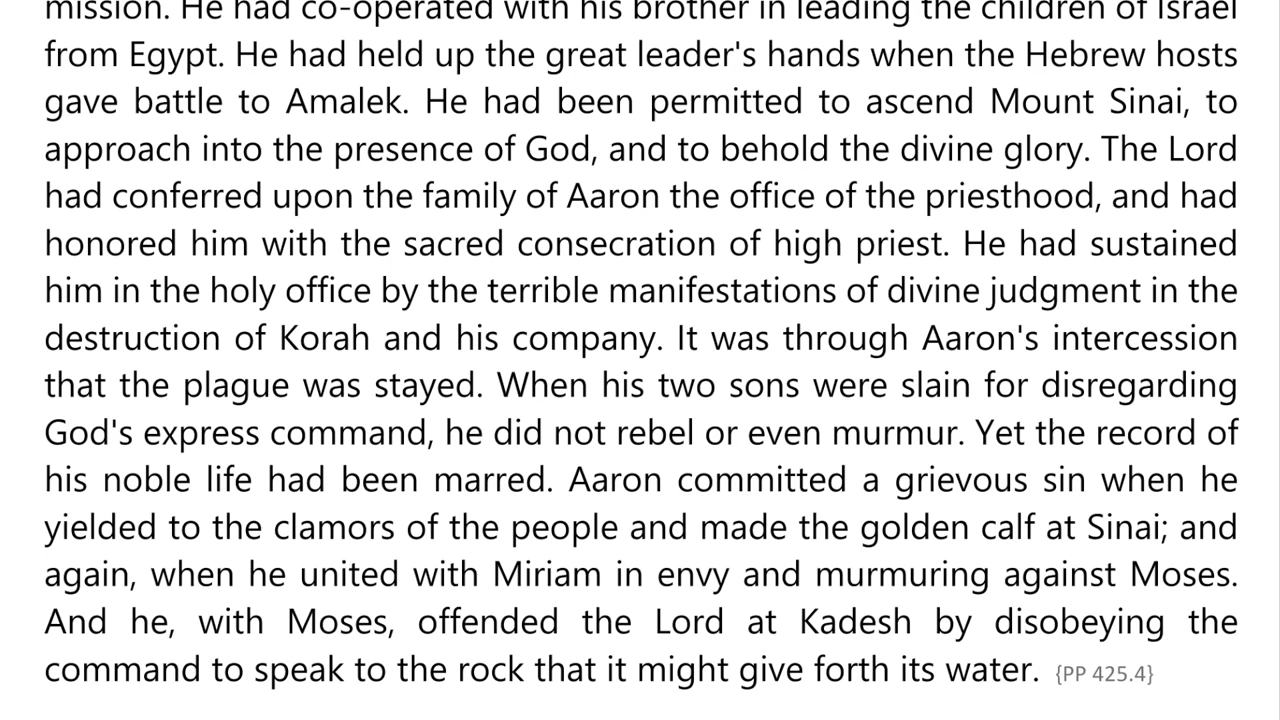 mission. He had co-operated with his brother in leading the children of Israel
from Egypt. He had held up the great leader's hands when the Hebrew hosts
gave battle to Amalek. He had been permitted to ascend Mount Sinai, to
approach into the presence of God, and to behold the divine glory. The Lord
had conferred upon the family of Aaron the office of the priesthood, and had
honored him with the sacred consecration of high priest. He had sustained
him in the holy office by the terrible manifestations of divine judgment in the
destruction of Korah and his company. It was through Aaron's intercession
that the plague was stayed. When his two sons were slain for disregarding
God's express command, he did not rebel or even murmur. Yet the record of
his noble life had been marred. Aaron committed a grievous sin when he
yielded to the clamors of the people and made the golden calf at Sinai; and
again, when he united with Miriam in envy and murmuring against Moses.
And he, with Moses, offended the Lord at Kadesh by disobeying the
command to speak to the rock that it might give forth its water. {PP 425.4}